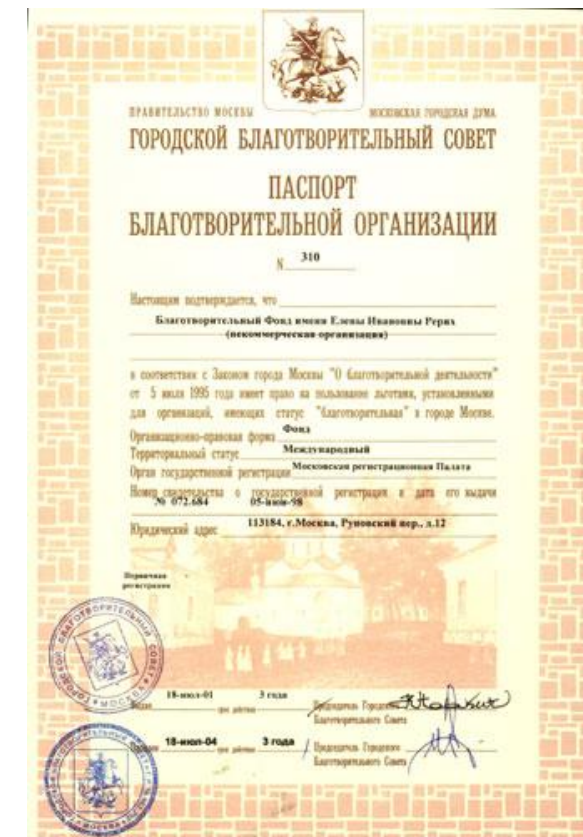 ПРАВИТЕЛЬСТВО МОСКВЫ МОСКОВСКАЯ ГОРОДСКАЯ ДУМА
ГОРОДСКОЙ БЛАГОТВОРИТЕЛЬНЫЙ СОВЕТ
ПАСПОРТ
БЛАГОТВОРИТЕЛЬНОЙ ОРГАНИЗАЦИИ
N 310
Настоящим подтверждается, что
Благотворительный Фонд имени Елены Ивановны Рерих
(некоммерческая организация)
в соответствии с Законом города Москвы "О благотворительной деятельности"
от 5 июля 1995 года имеет право на пользование льготами, установленными
для организаций, имеющих статус "благотворительная" в городе Москве.
Организационно-правовая форма Фонд
Территориальный статус Международный
Орган государственной регистрации Московская регистрационная Палата
Номер свидетельства о государственной регистрации и дата его выдачи
№ 072.684 05-июн-98
Юридический адрес 113184, г.Москва, Руновский пер., д.12
Первичная
регистрация
ГОРОДСКОЙ БЛАГОТВОРИТЕЛЬНЫЙ СОВЕТ
МОСКВА
Выдан 18-июл-01 срок действия 3 года Председатель Городского
Благотворительного Совета
18-июл-04 срок действия 3 года Председатель Городского
Благотворительного Совета